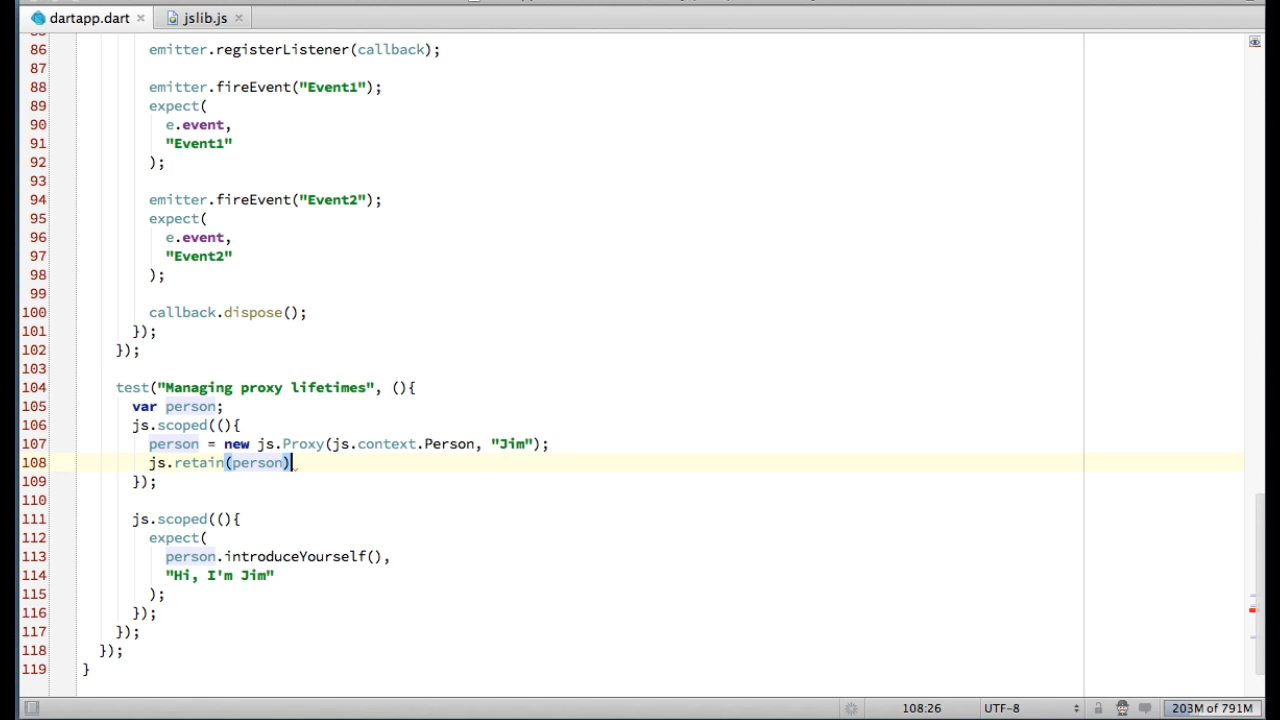 dartapp.dart × jslib.js ×
86 emitter.registerListener(callback);
87
88 emitter.fireEvent("Event1");
89 expect(
90 e.event,
91 "Event1"
92 );
93
94 emitter.fireEvent("Event2");
95 expect(
96 e.event,
97 "Event2"
98 );
99
100 callback.dispose();
101 });
102 });
103
104 test("Managing proxy lifetimes", (){
105 var person;
106 js.scoped((){
107 person = new js.Proxy(js.context.Person, "Jim");
108 js.retain(person)
109 });
110
111 js.scoped((){
112 expect(
113 person.introduceYourself(),
114 "Hi, I'm Jim"
115 );
116 });
117 });
118 });
119 }
108:26 UTF-8 203M of 791M